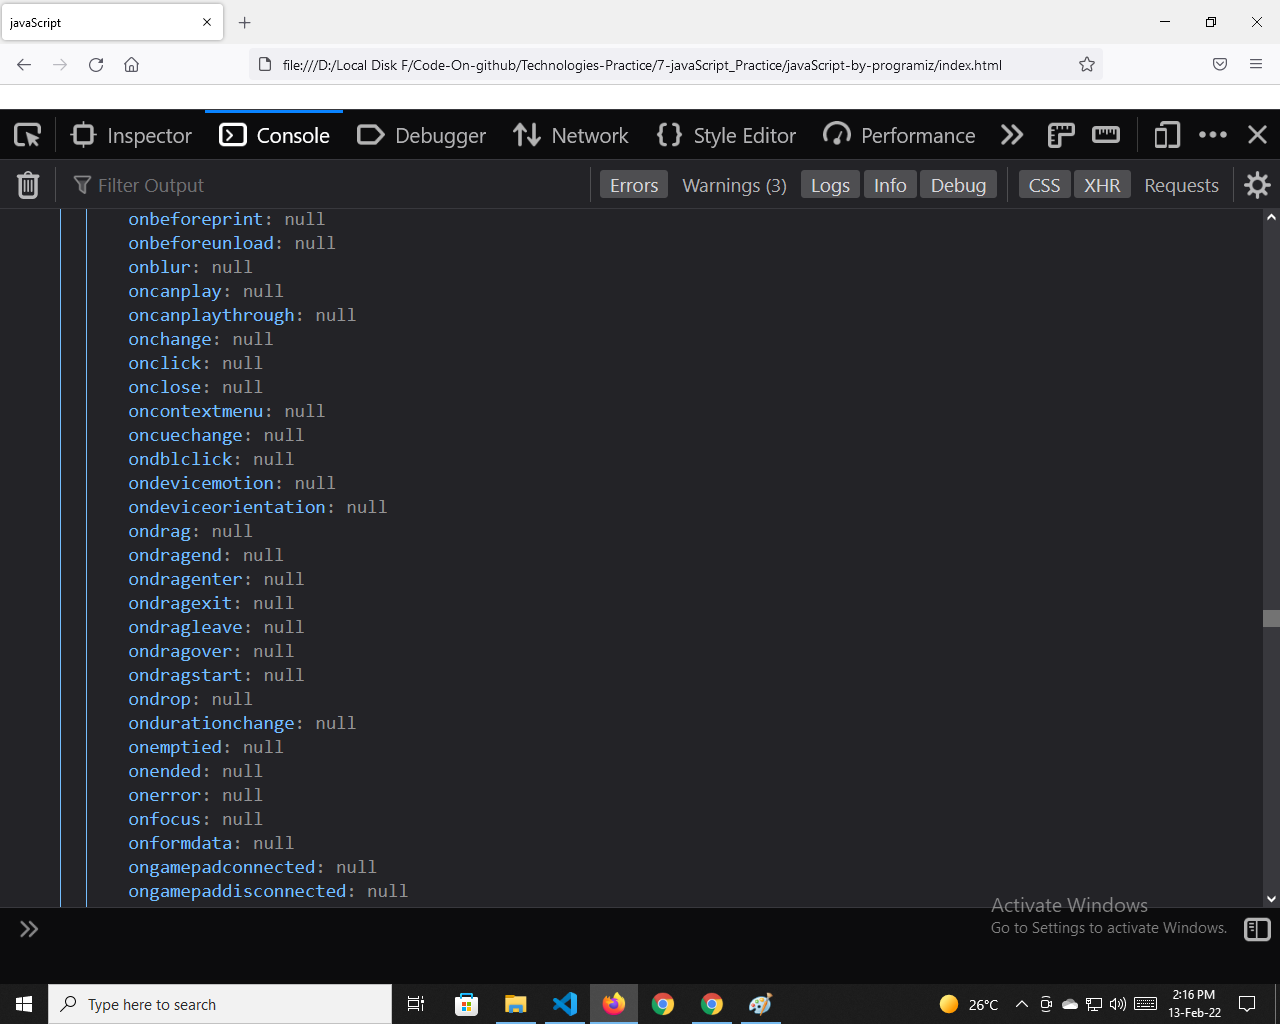 javaScript
file:///D:/Local Disk F/Code-On-github/Technologies-Practice/7-javaScript_Practice/javaScript-by-programiz/index.html
Inspector Console Debugger Network Style Editor Performance
Filter Output Errors Warnings (3) Logs Info Debug CSS XHR Requests
onbeforeprint: null
onbeforeunload: null
onblur: null
oncanplay: null
oncanplaythrough: null
onchange: null
onclick: null
onclose: null
oncontextmenu: null
oncuechange: null
ondblclick: null
ondevicemotion: null
ondeviceorientation: null
ondrag: null
ondragend: null
ondragenter: null
ondragexit: null
ondragleave: null
ondragover: null
ondragstart: null
ondrop: null
ondurationchange: null
onemptied: null
onended: null
onerror: null
onfocus: null
onformdata: null
ongamepadconnected: null
ongamepaddisconnected: null
Activate Windows
Go to Settings to activate Windows.
Type here to search
26°C
2:16 PM
13-Feb-22